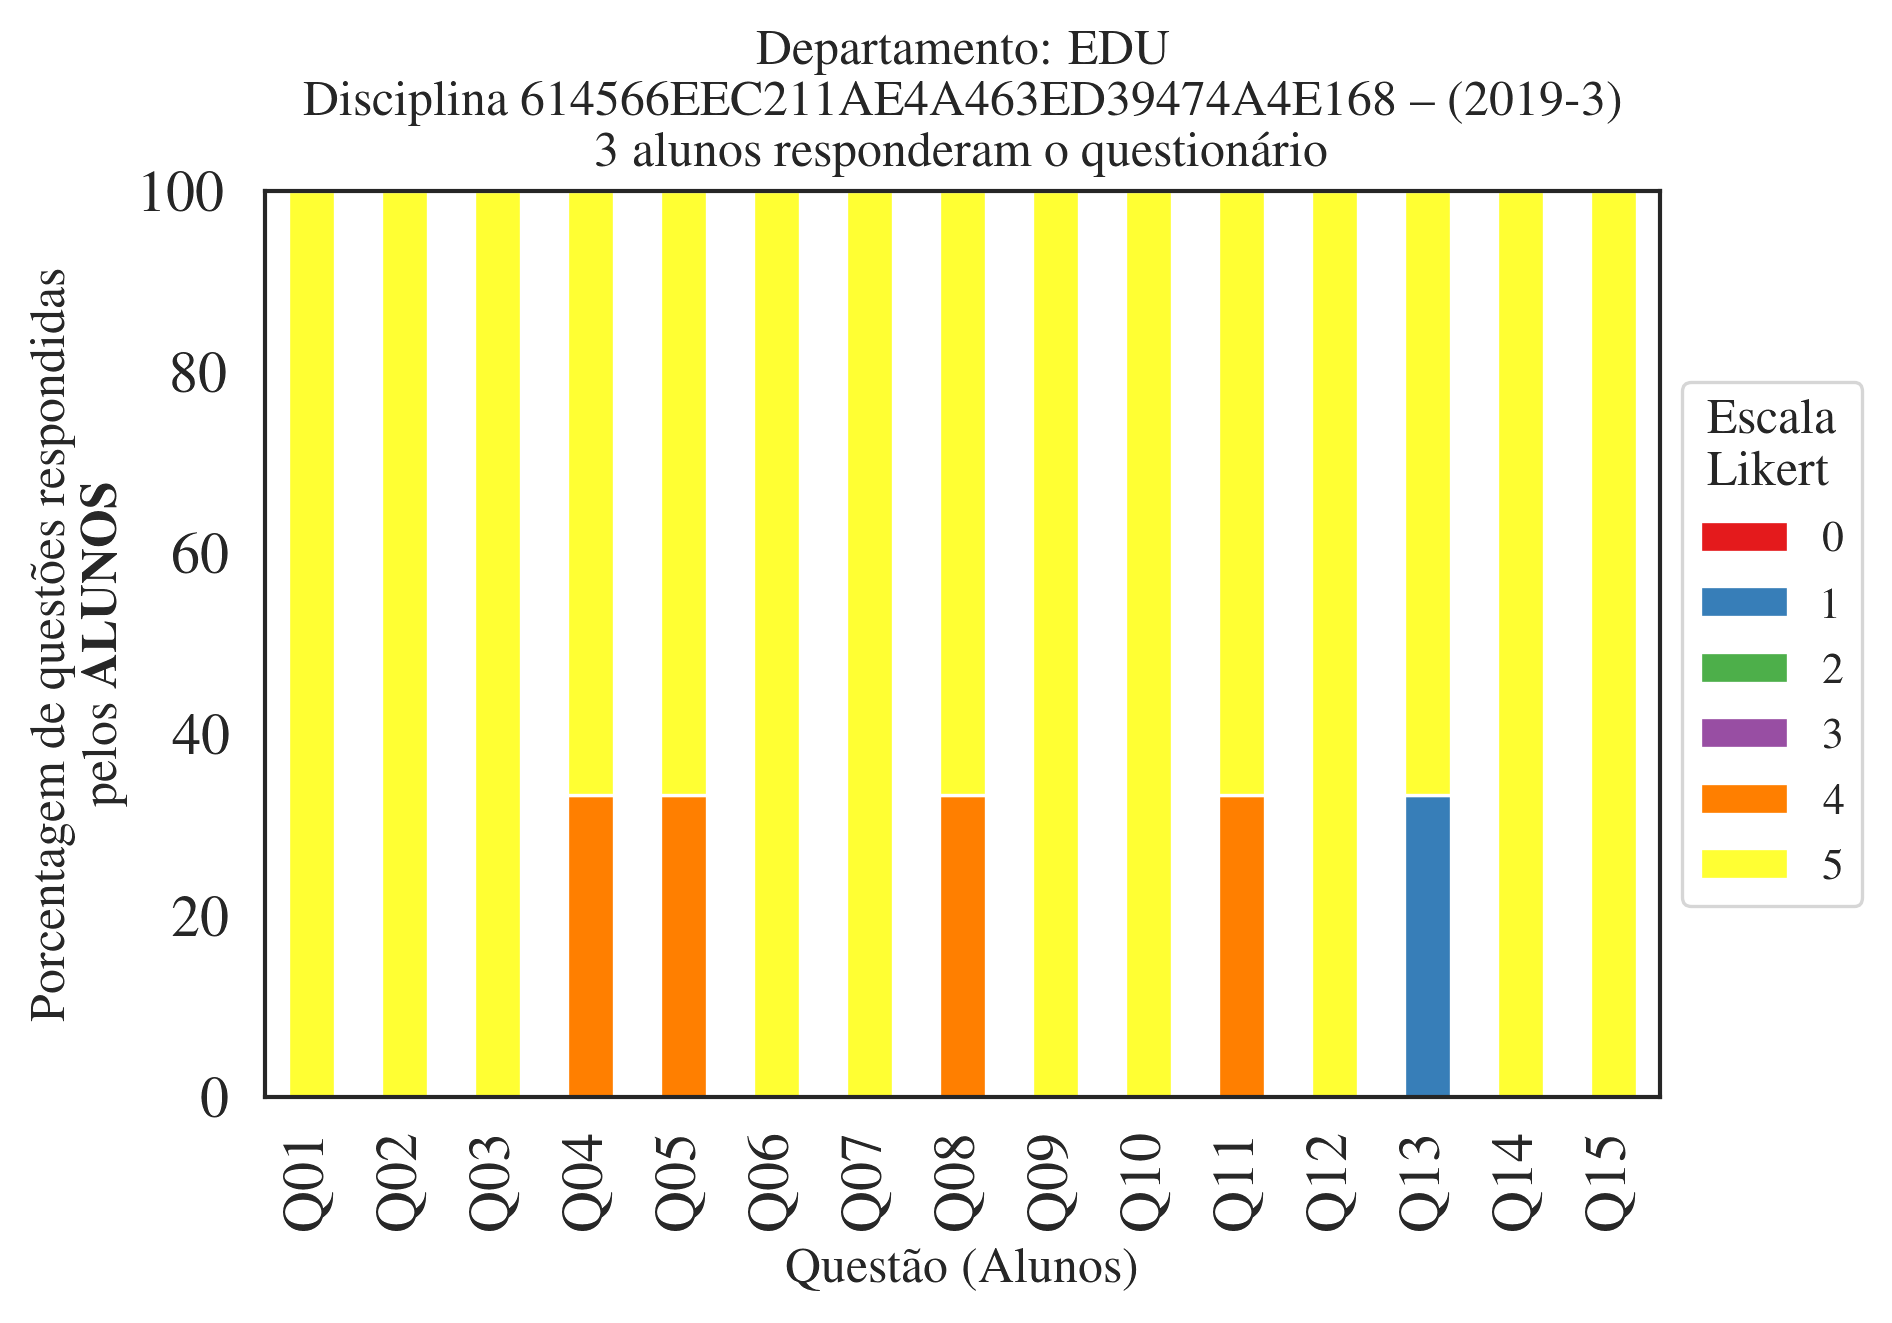 Departamento: EDU
Disciplina 614566EEC211AE4A463ED39474A4E168 – (2019-3)
3 alunos responderam o questionário
Porcentagem de questões respondidas
pelos ALUNOS
100
80
60
40
20
0
Q01
Q02
Q03
Q04
Q05
Q06
Q07
Q08
Q09
Q10
Q11
Q12
Q13
Q14
Q15
Questão (Alunos)
Escala
Likert
0
1
2
3
4
5